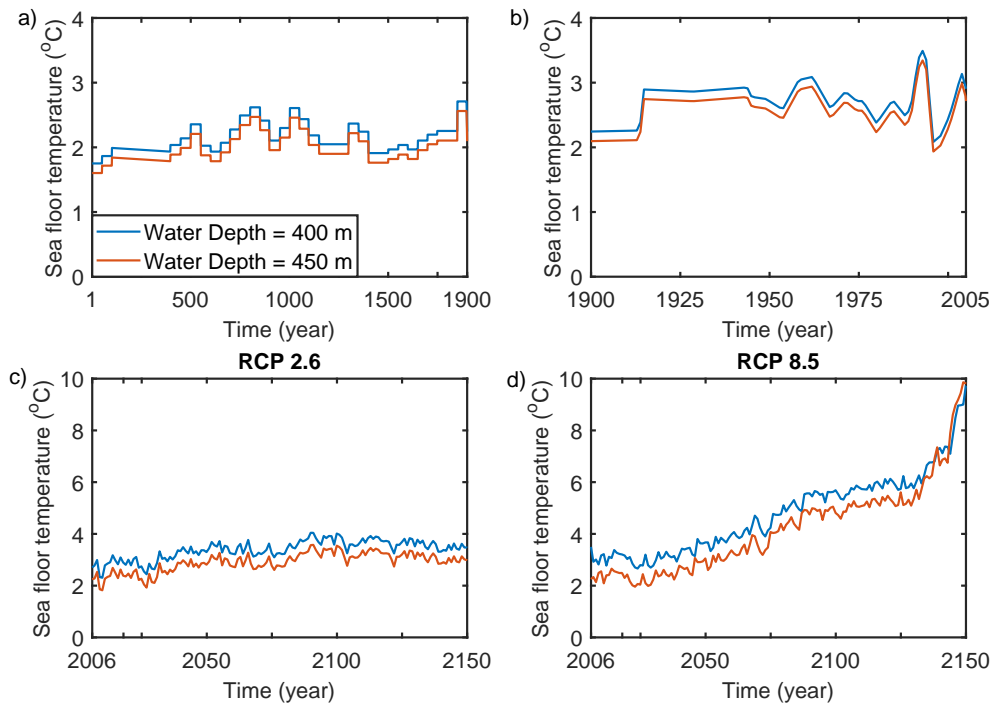 a)
Sea floor temperature (°C)
4
3
2
1
0
Water Depth = 400 m
Water Depth = 450 m
1
500
1000
1500
1900
Time (year)
b)
Sea floor temperature (°C)
4
3
2
1
0
1900
1925
1950
1975
2005
Time (year)
c)
RCP 2.6
Sea floor temperature (°C)
10
8
6
4
2
0
2006
2050
2100
2150
Time (year)
d)
RCP 8.5
Sea floor temperature (°C)
10
8
6
4
2
0
2006
2050
2100
2150
Time (year)